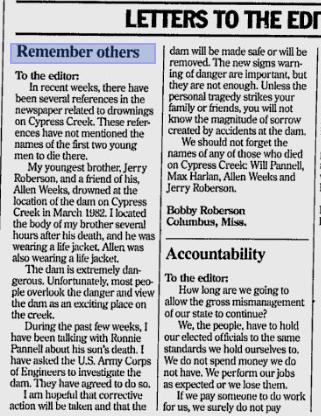 LETTERS TO THE EDI
Remember others
To the editor:
In recent weeks, there have
been several references in the
newspaper related to drownings
on Cypress Creek. These refer-
ences have not mentioned the
names of the first two young
men to die there.
My youngest brother, Jerry
Roberson, and a friend of his,
Allen Weeks, drowned at the
location of the dam on Cypress
Creek in March 1982. I located
the body of my brother several
hours after his death, and he was
wearing a life jacket. Allen was
also wearing a life jacket.
The dam is extremely dan-
gerous. Unfortunately, most peo-
ple overlook the danger and view
the dam as an exciting place on
the creek.
During the past few weeks, I
have been talking with Ronnie
Pannell about his son's death. I
have asked the U.S. Army Corps
of Engineers to investigate the
dam. They have agreed to do so.
I am hopeful that corrective
action will be taken and that the
dam will be made safe or will be
removed. The new signs warn-
ing of danger are important, but
they are not enough. Unless the
personal tragedy strikes your
family or friends, you will not
know the magnitude of sorrow
created by accidents at the dam.
We should not forget the
names of any of those who died
on Cypress Creek: Will Pannell,
Max Harlan, Allen Weeks and
Jerry Roberson.
Bobby Roberson
Columbus, Miss.
Accountability
To the editor:
How long are we going to
allow the gross mismanagement
of our state to continue?
We, the people, have to hold
our elected officials to the same
standards we hold ourselves to.
We do not spend money we do
not have. We perform our jobs
as expected or we lose them.
If we pay someone to do work
for us, we surely do not pay